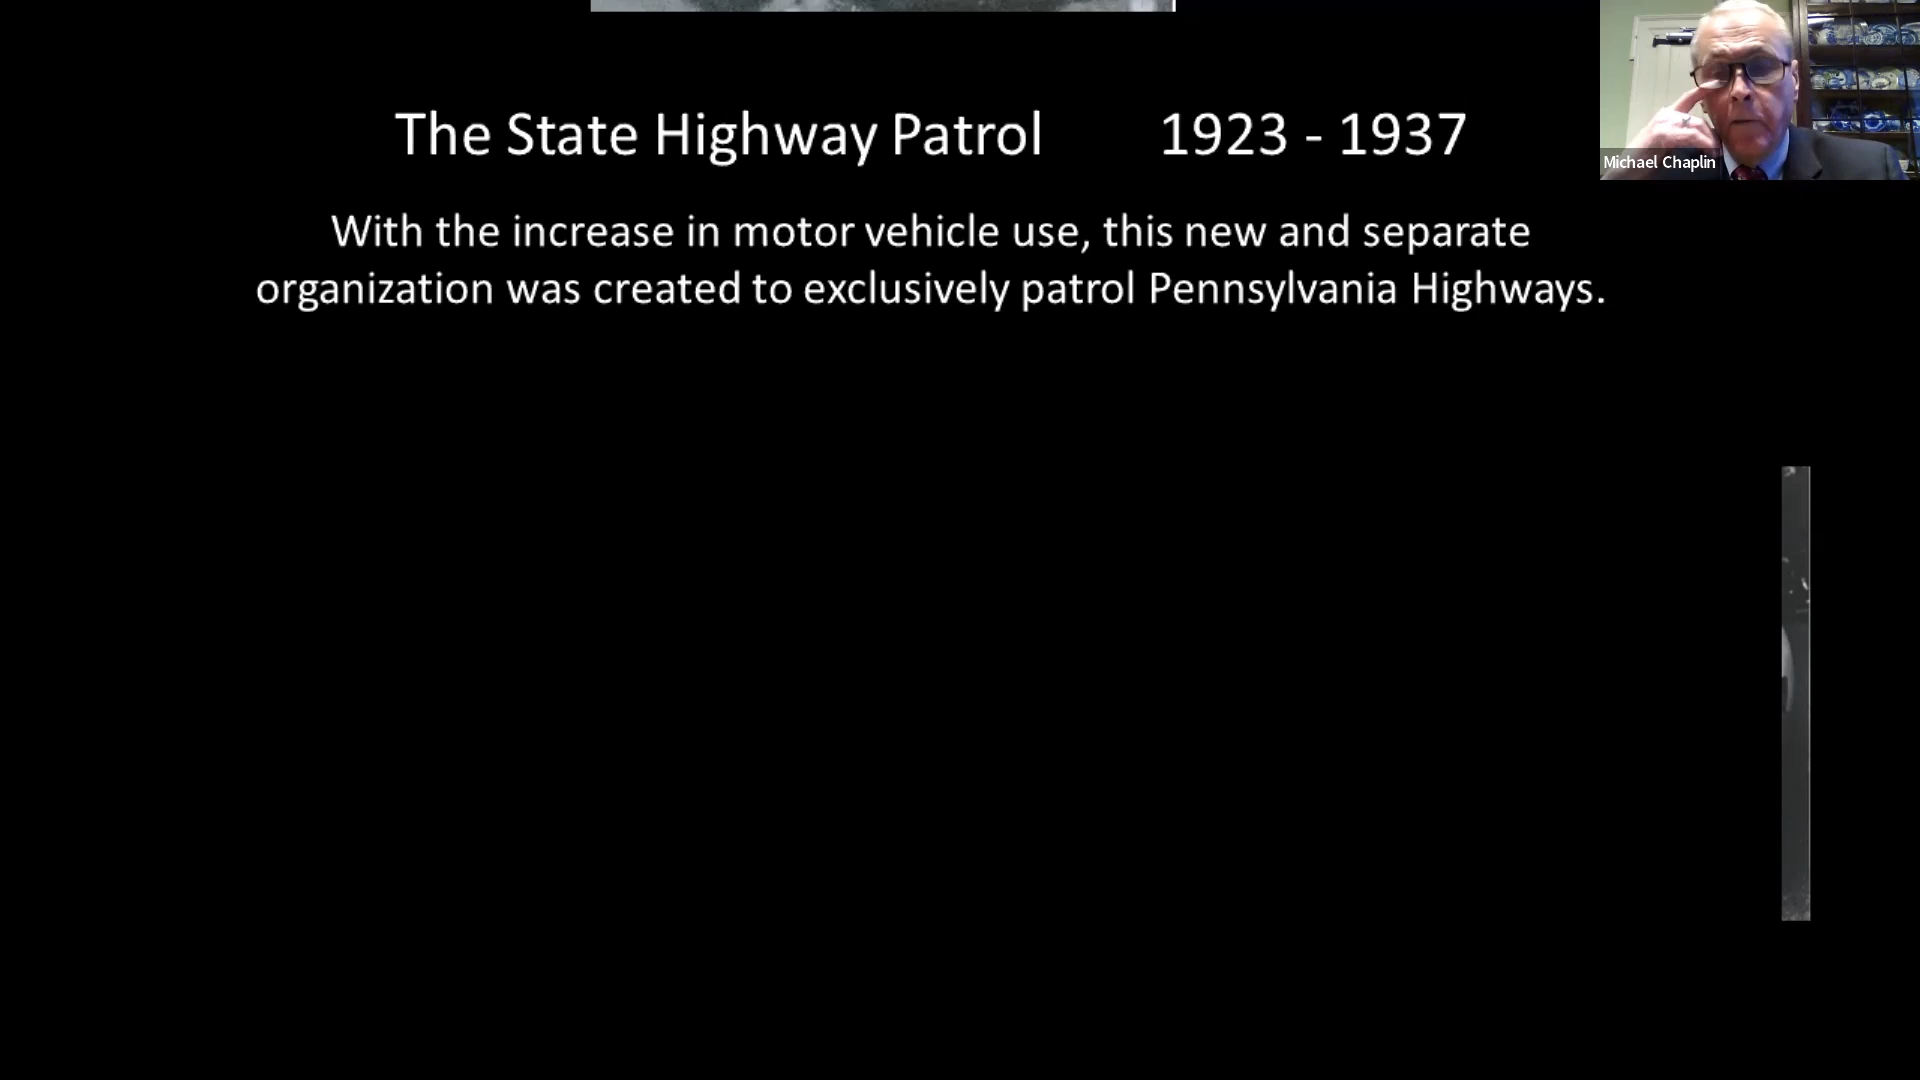 The State Highway Patrol 1923 - 1937
Michael Chaplin
With the increase in motor vehicle use, this new and separate
organization was created to exclusively patrol Pennsylvania Highways.